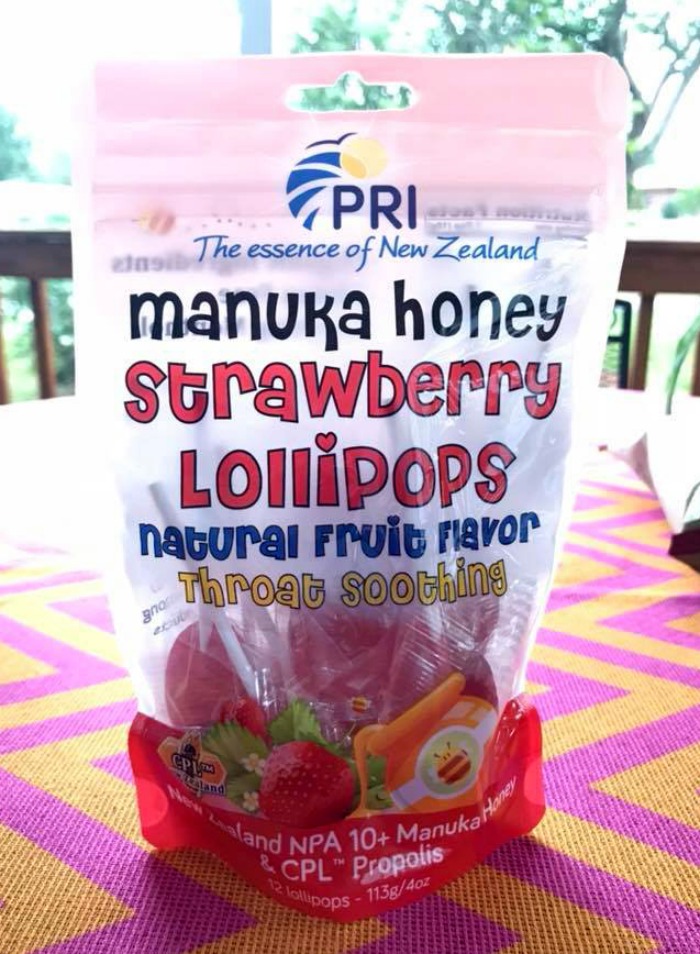 PRI
The essence of New Zealand
manuka honey
strawberry
Lollipops
natural Fruit Flavor
Throat Soothing
CPL™
New Zealand NPA 10+ Manuka Honey
& CPL™ Propolis
12 lollipops - 113g/4oz